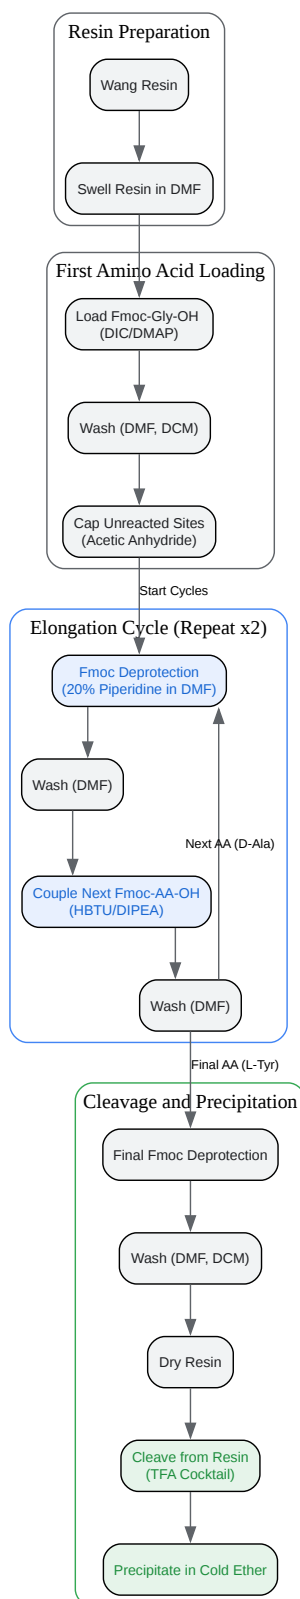 Resin Preparation
Wang Resin
Swell Resin in DMF
First Amino Acid Loading
Load Fmoc-Gly-OH
(DIC/DMAP)
Wash (DMF, DCM)
Cap Unreacted Sites
(Acetic Anhydride)
Start Cycles
Elongation Cycle (Repeat x2)
Fmoc Deprotection
(20% Piperidine in DMF)
Wash (DMF)
Next AA (D-Ala)
Couple Next Fmoc-AA-OH
(HBTU/DIPEA)
Wash (DMF)
Final AA (L-Tyr)
Cleavage and Precipitation
Final Fmoc Deprotection
Wash (DMF, DCM)
Dry Resin
Cleave from Resin
(TFA Cocktail)
Precipitate in Cold Ether